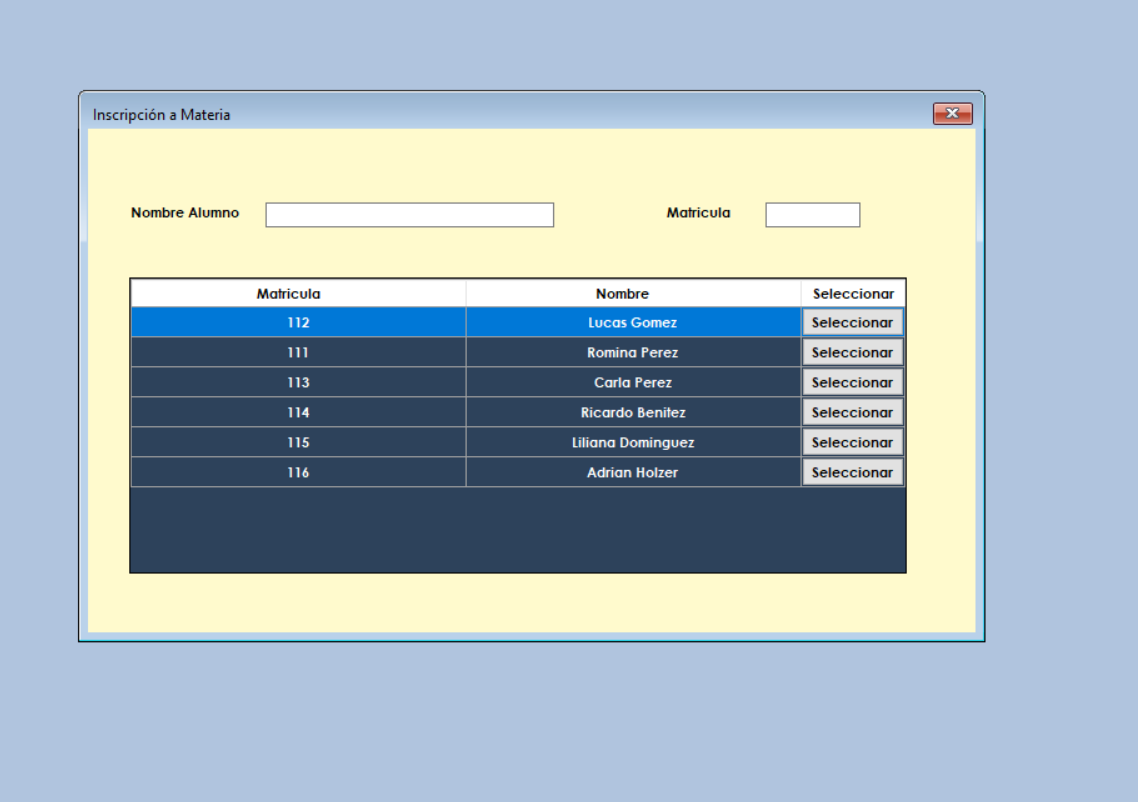 Inscripción a Materia
Nombre Alumno Matricula
Matricula Nombre Seleccionar
112 Lucas Gomez Seleccionar
111 Romina Perez Seleccionar
113 Carla Perez Seleccionar
114 Ricardo Benitez Seleccionar
115 Liliana Dominguez Seleccionar
116 Adrian Holzer Seleccionar